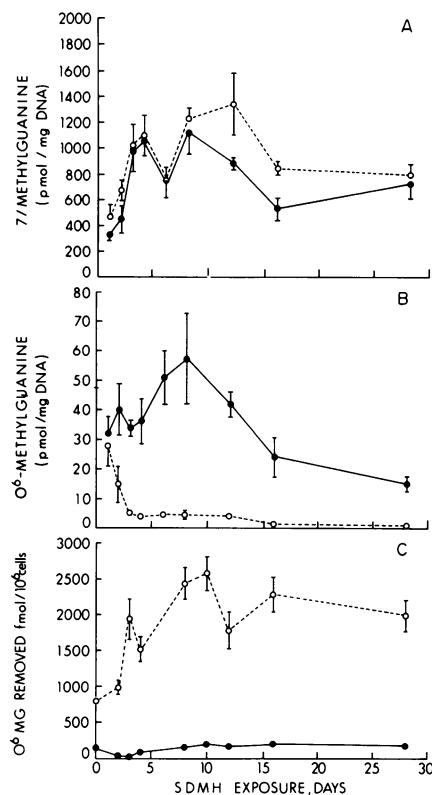 A
2000
1800
1600
1400
1200
1000
800
600
400
200
0
7/METHYLGUANINE
(pmol/mg DNA)
B
80
70
60
50
40
30
20
10
0
O6-METHYLGUANINE
(pmol/mg DNA)
C
3000
2500
2000
1500
1000
500
0
O6 MG REMOVED fmol/106cells
0 5 10 15 20 25 30
SDMH EXPOSURE, DAYS